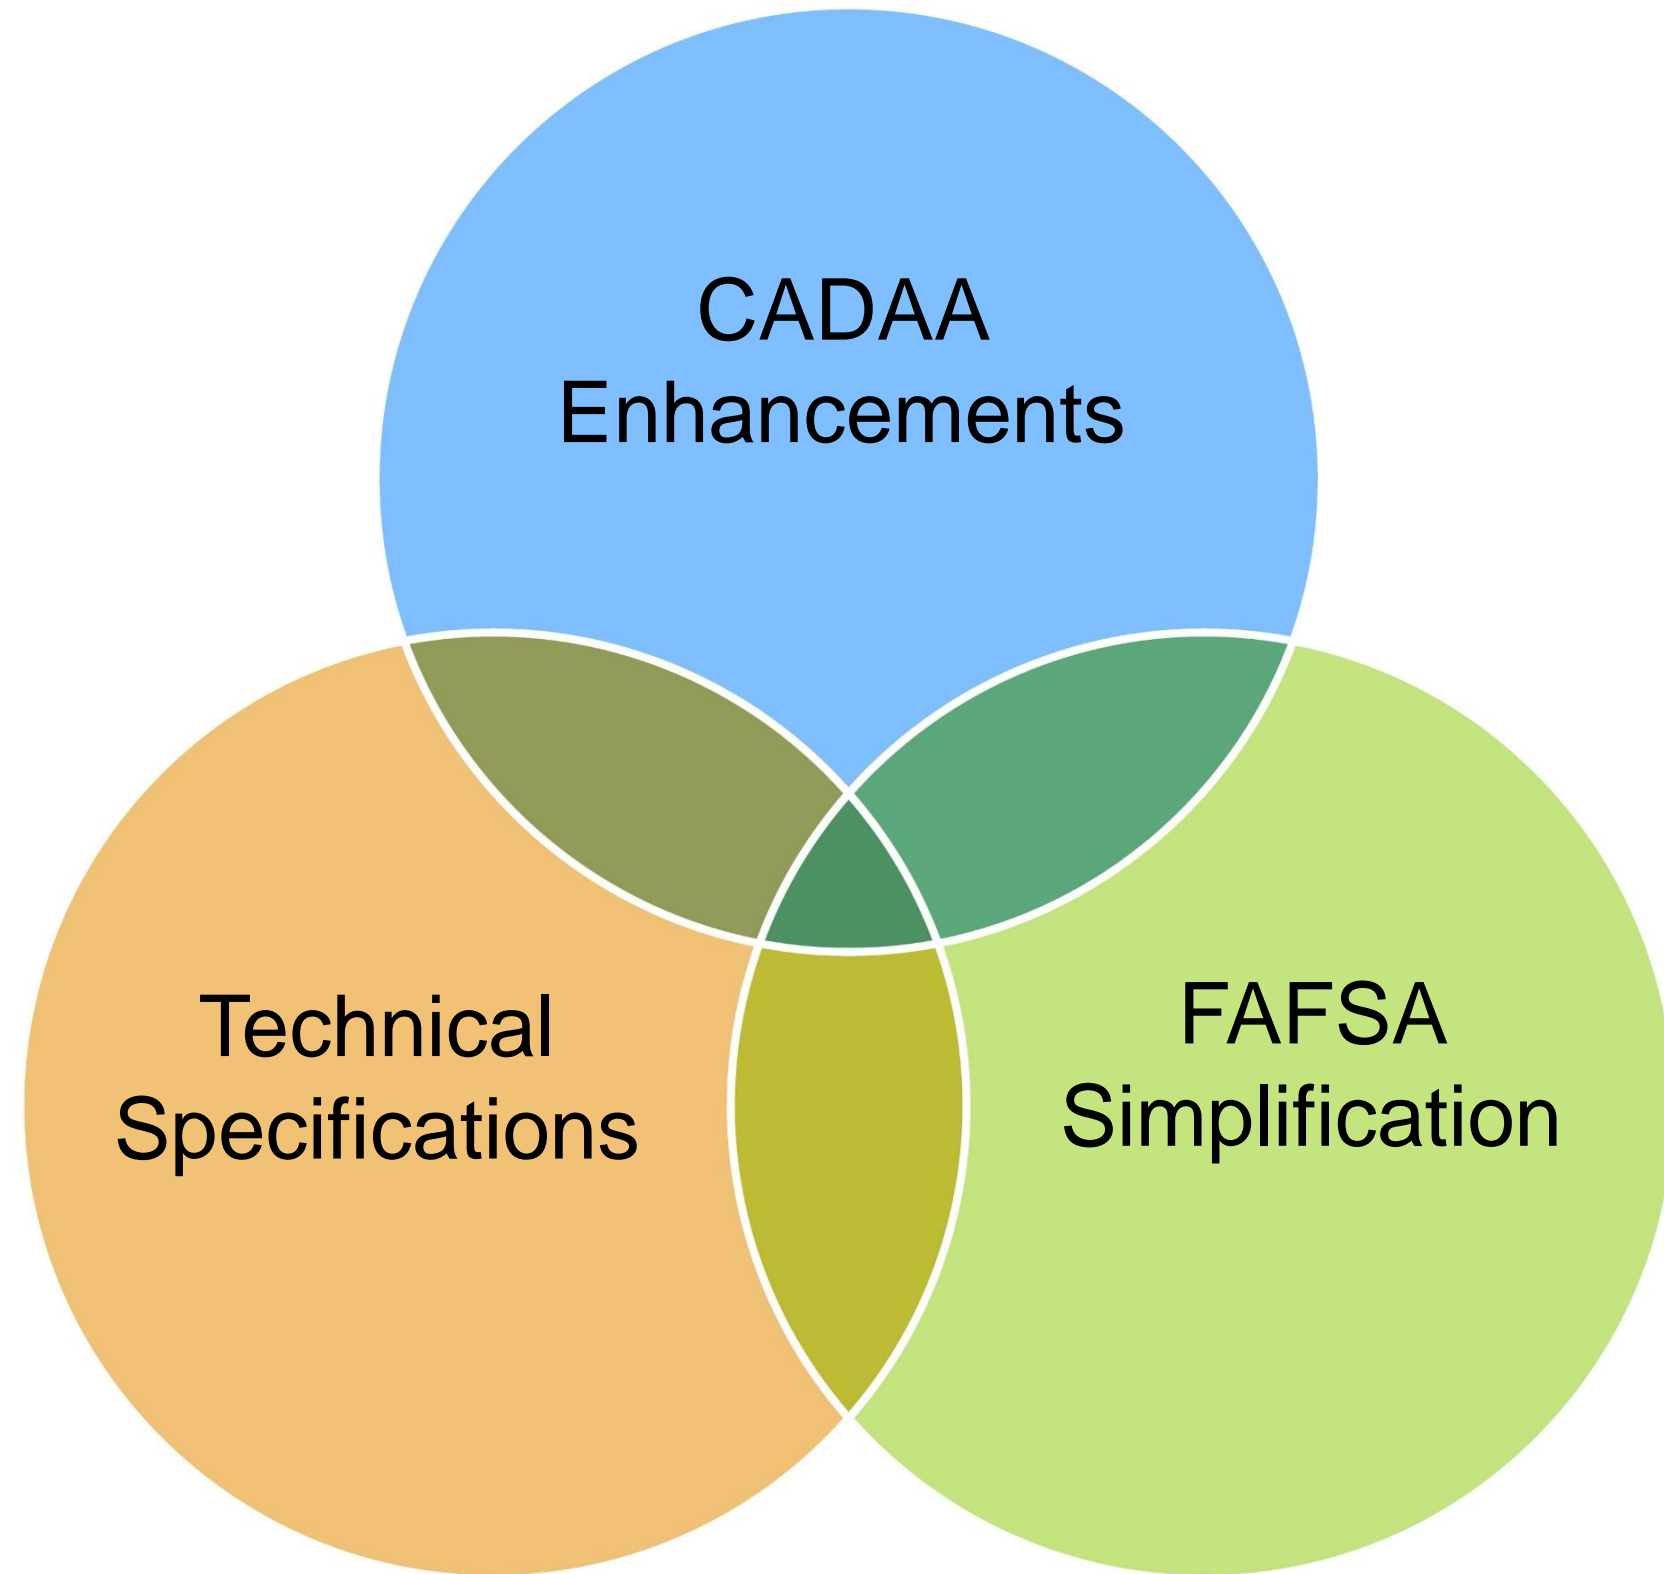 CADAA
Enhancements
Technical
Specifications
FAFSA
Simplification